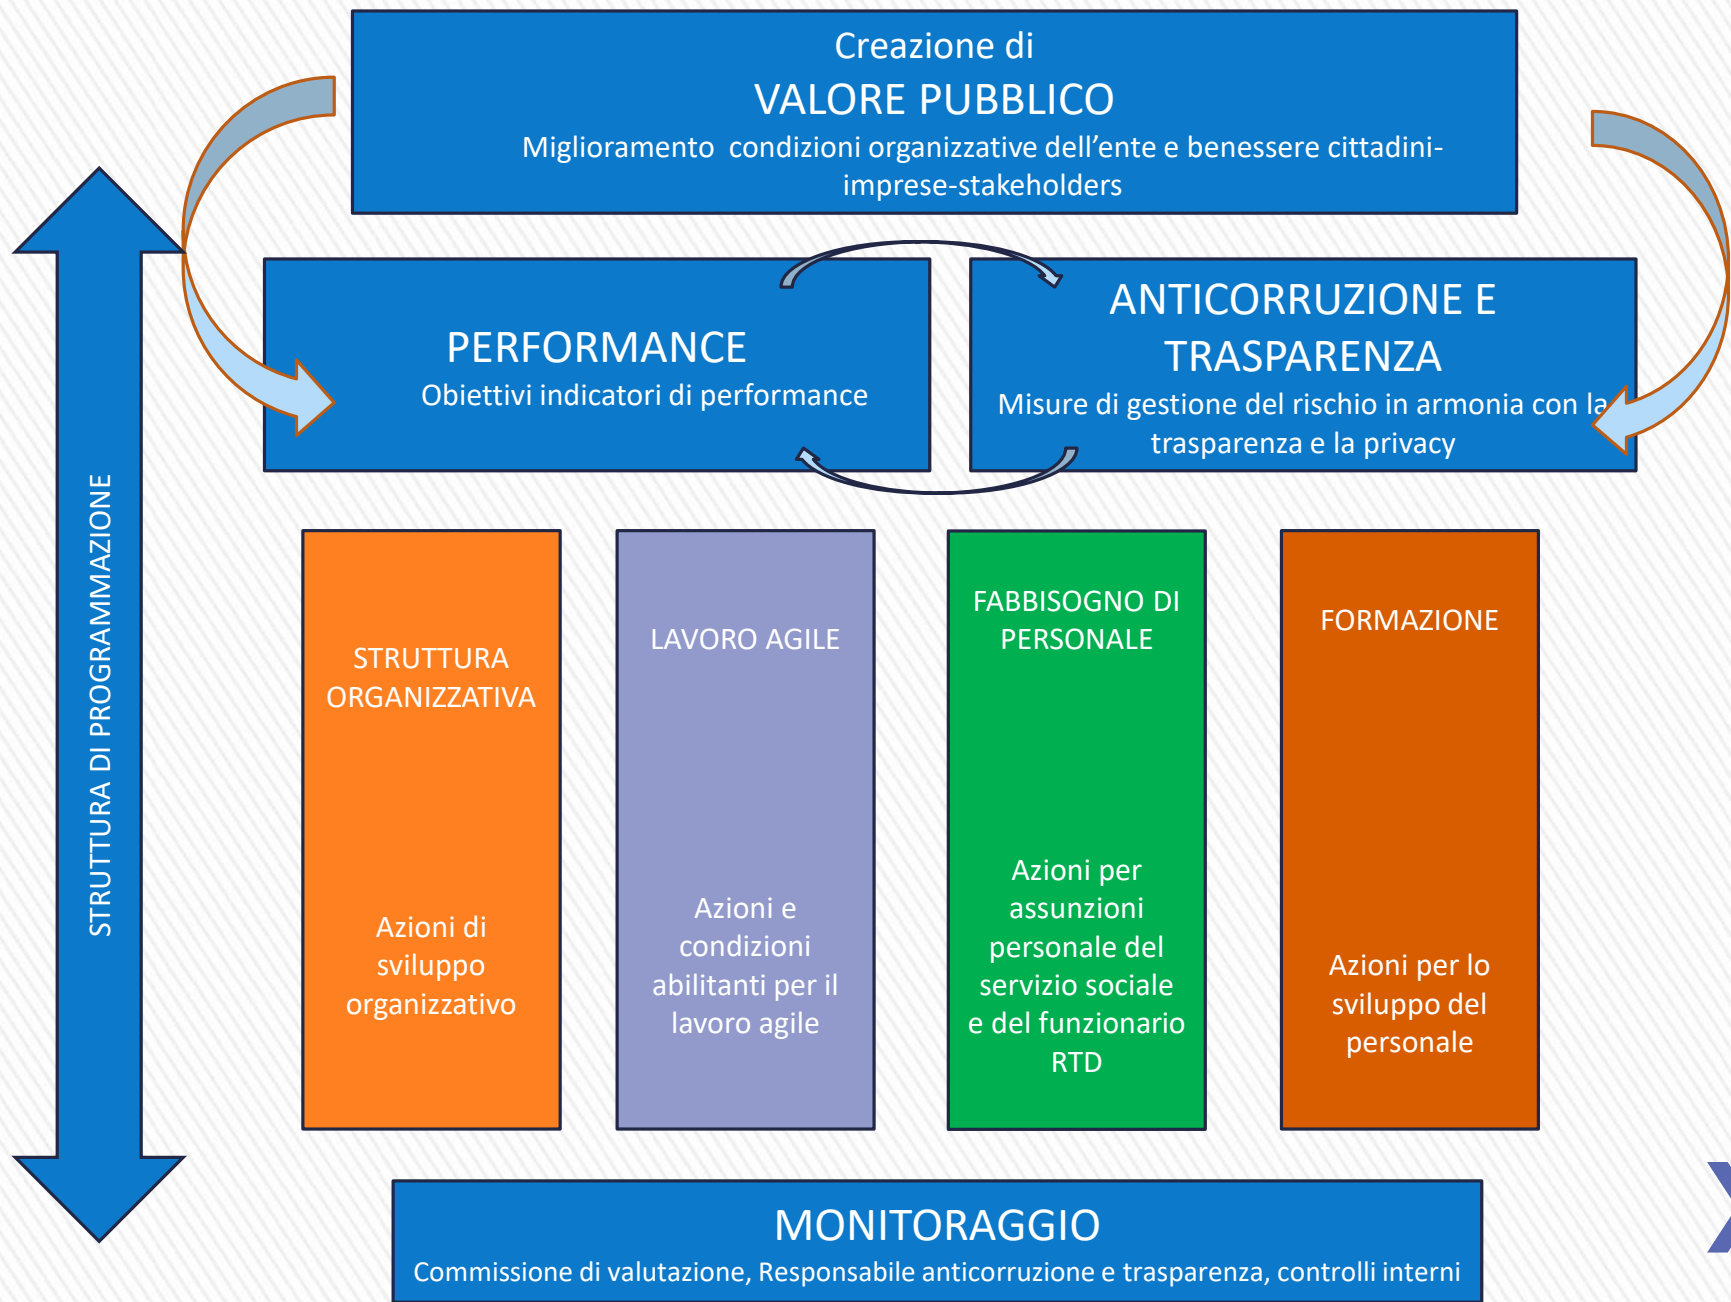 Creazione di
VALORE PUBBLICO
Miglioramento condizioni organizzative dell’ente e benessere cittadini-
imprese-stakeholders
PERFORMANCE
Obiettivi indicatori di performance
ANTICORRUZIONE E
TRASPARENZA
Misure di gestione del rischio in armonia con la
trasparenza e la privacy
STRUTTURA DI PROGRAMMAZIONE
STRUTTURA
ORGANIZZATIVA
Azioni di
sviluppo
organizzativo
LAVORO AGILE
Azioni e
condizioni
abilitanti per il
lavoro agile
FABBISOGNO DI
PERSONALE
Azioni per
assunzioni
personale del
servizio sociale
e del funzionario
RTD
FORMAZIONE
Azioni per lo
sviluppo del
personale
MONITORAGGIO
Commissione di valutazione, Responsabile anticorruzione e trasparenza, controlli interni